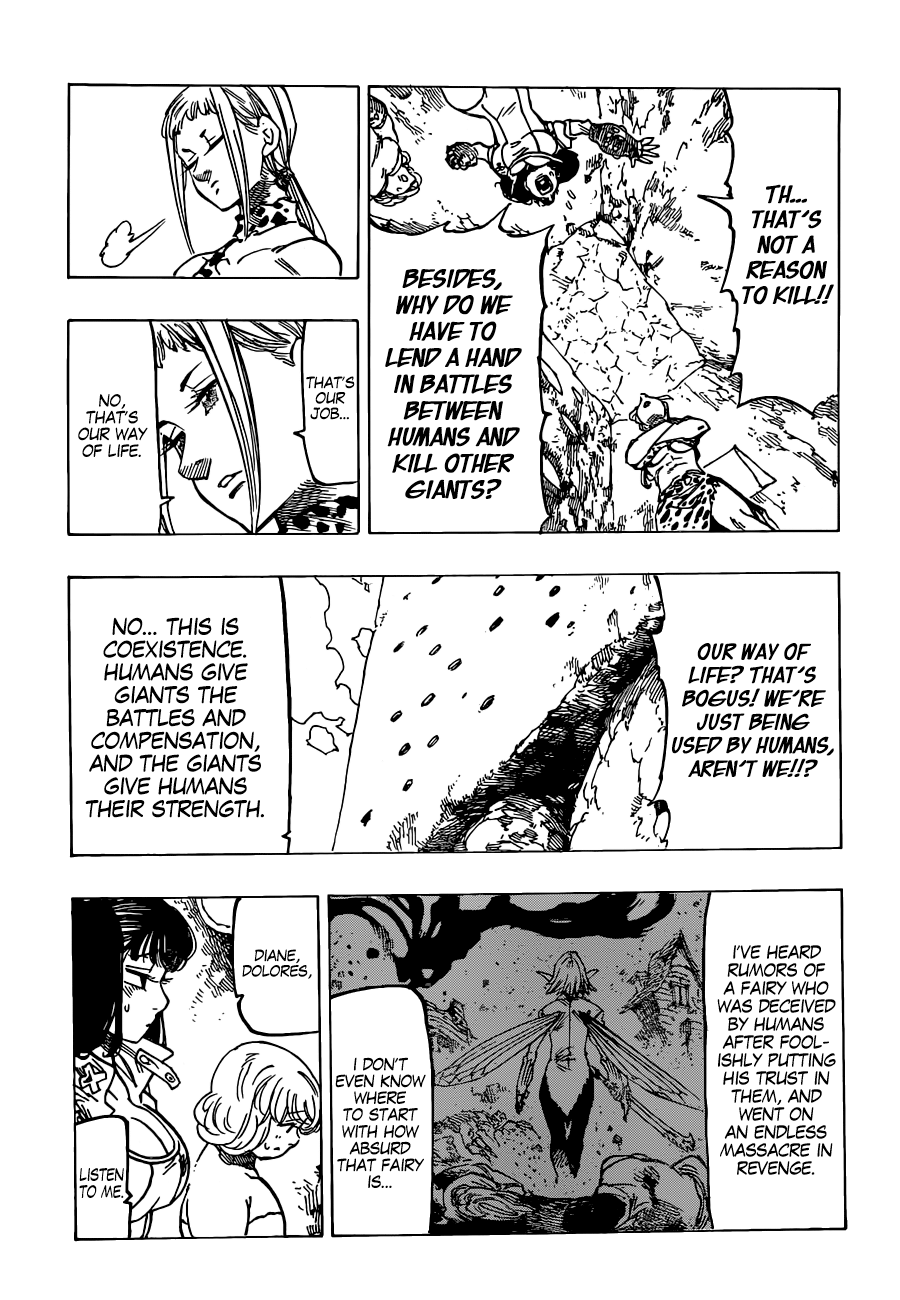 TH...
THAT'S
NOT A
REASON
TO KILL!!
BESIDES,
WHY DO WE
HAVE TO
LEND A HAND
IN BATTLES
BETWEEN
HUMANS AND
KILL OTHER
GIANTS?
THAT'S
OUR
JOB...
NO,
THAT'S
OUR WAY
OF LIFE.
OUR WAY OF
LIFE? THAT'S
BOGUS! WE'RE
JUST BEING
USED BY HUMANS,
AREN'T WE!!?
NO... THIS IS
COEXISTENCE.
HUMANS GIVE
GIANTS THE
BATTLES AND
COMPENSATION,
AND THE GIANTS
GIVE HUMANS
THEIR STRENGTH.
I'VE HEARD
RUMORS OF
A FAIRY WHO
WAS DECEIVED
BY HUMANS
AFTER FOOL-
ISHLY PUTTING
HIS TRUST IN
THEM, AND
WENT ON
AN ENDLESS
MASSACRE IN
REVENGE.
I DON'T
EVEN KNOW
WHERE
TO START
WITH HOW
ABSURD
THAT FAIRY
IS...
DIANE,
DOLORES,
LISTEN
TO ME.